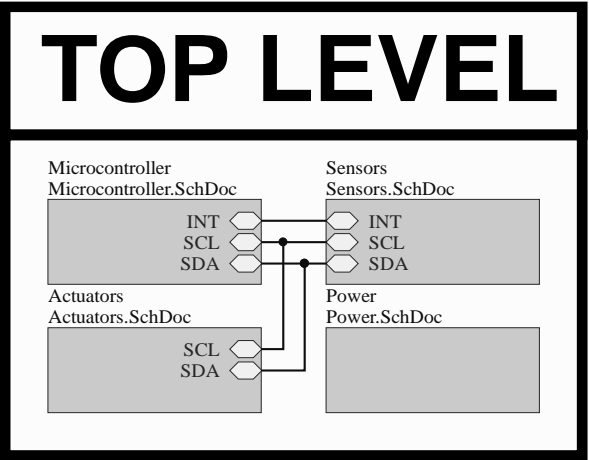 TOP LEVEL
Microcontroller
Microcontroller.SchDoc
INT
SCL
SDA
Sensors
Sensors.SchDoc
INT
SCL
SDA
Actuators
Actuators.SchDoc
SCL
SDA
Power
Power.SchDoc